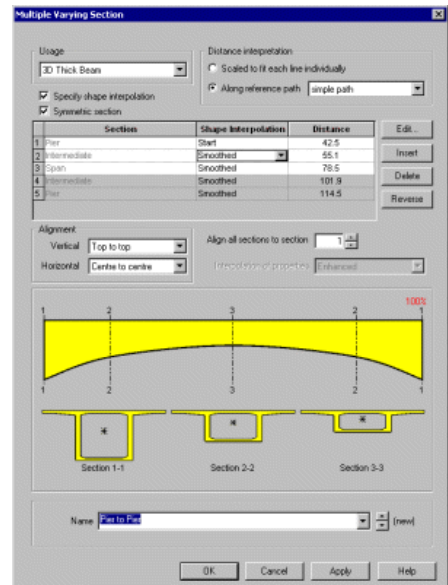 Multiple Varying Section
Usage
3D Thick Beam
Distance interpretation
Scaled to fit each line individually
Along reference path simple path
Specify shape interpolation
Symmetric section
Section Shape Interpolation Distance
1 Pier Start 42.5
2 Intermediate Smoothed 55.1
3 Span Smoothed 78.5
4 Intermediate Smoothed 101.9
5 Pier Smoothed 114.5
Edit...
Insert
Delete
Reverse
Alignment
Vertical Top to top
Horizontal Centre to centre
Align all sections to section 1
Interpolation of properties Enhanced
100%
1 2 3 2 1
1 2 3 2 1
Section 1-1 Section 2-2 Section 3-3
Name Pier to Pier (new)
OK Cancel Apply Help